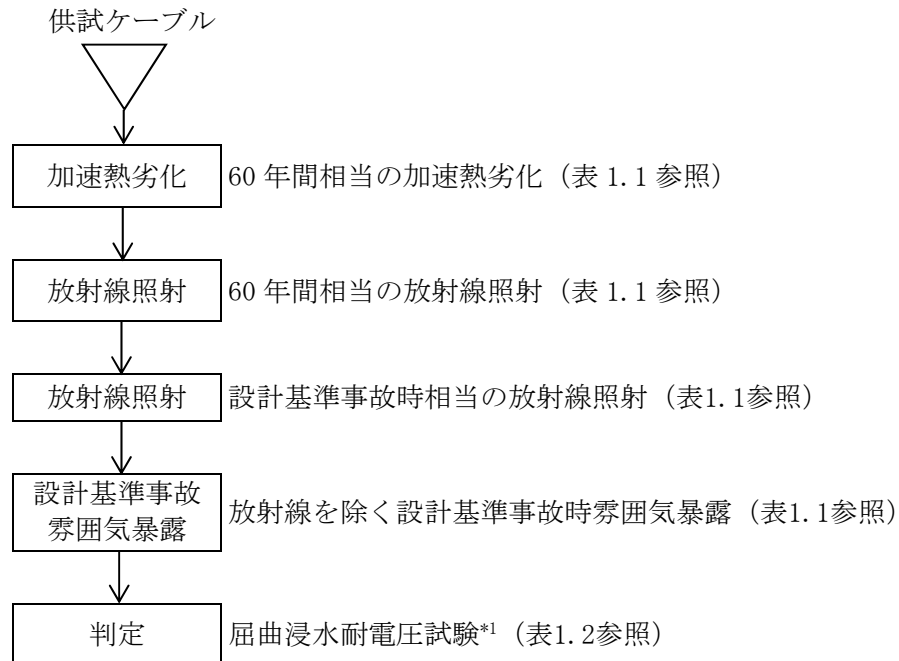 供試ケーブル
加速熱劣化 60 年間相当の加速熱劣化（表 1.1 参照）
放射線照射 60 年間相当の放射線照射（表 1.1 参照）
放射線照射 設計基準事故時相当の放射線照射（表1.1参照）
設計基準事故
雰囲気暴露
放射線を除く設計基準事故時雰囲気暴露（表1.1参照）
判定 屈曲浸水耐電圧試験*1（表1.2参照）